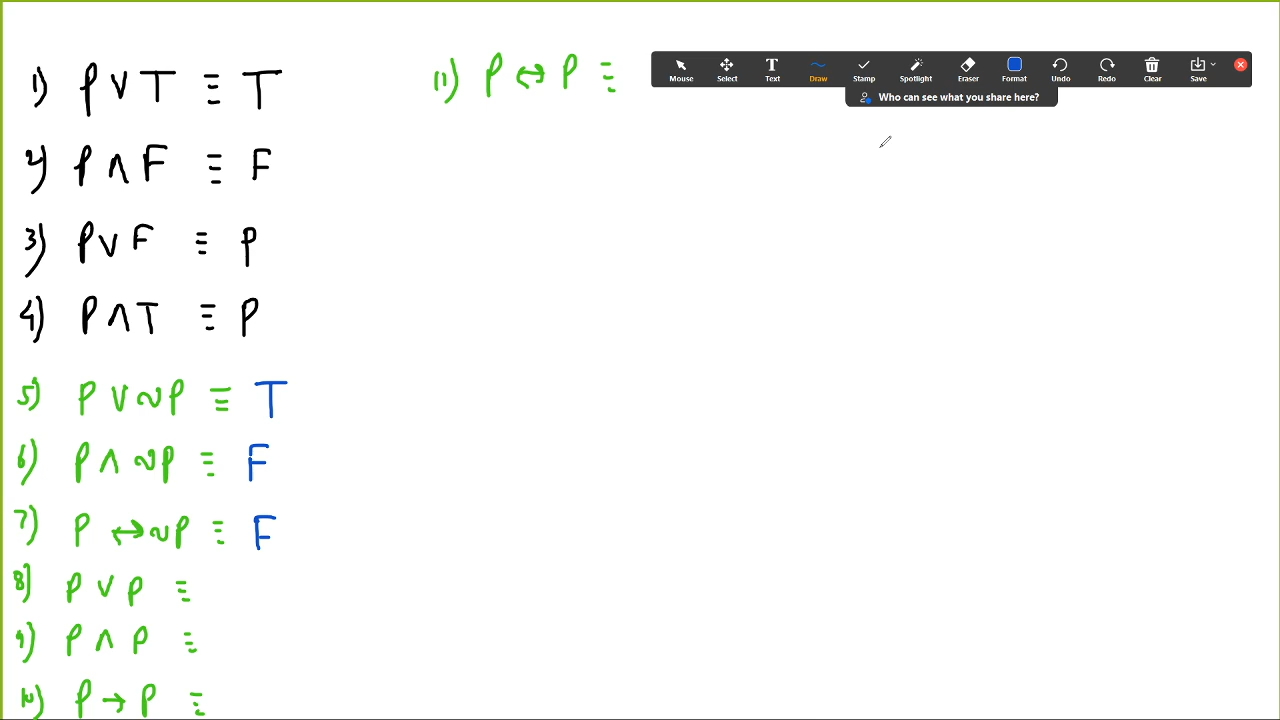 1) P ∨ T ≡ T
2) P ∧ F ≡ F
3) P ∨ F ≡ P
4) P ∧ T ≡ P
5) P ∨ ~P ≡ T
6) P ∧ ~P ≡ F
7) P ↔ ~P ≡ F
8) P ∨ P ≡
9) P ∧ P ≡
10) P → P ≡
11) P ↔ P ≡
Mouse Select Text Draw Stamp Spotlight Eraser Format Undo Redo Clear Save
Who can see what you share here?